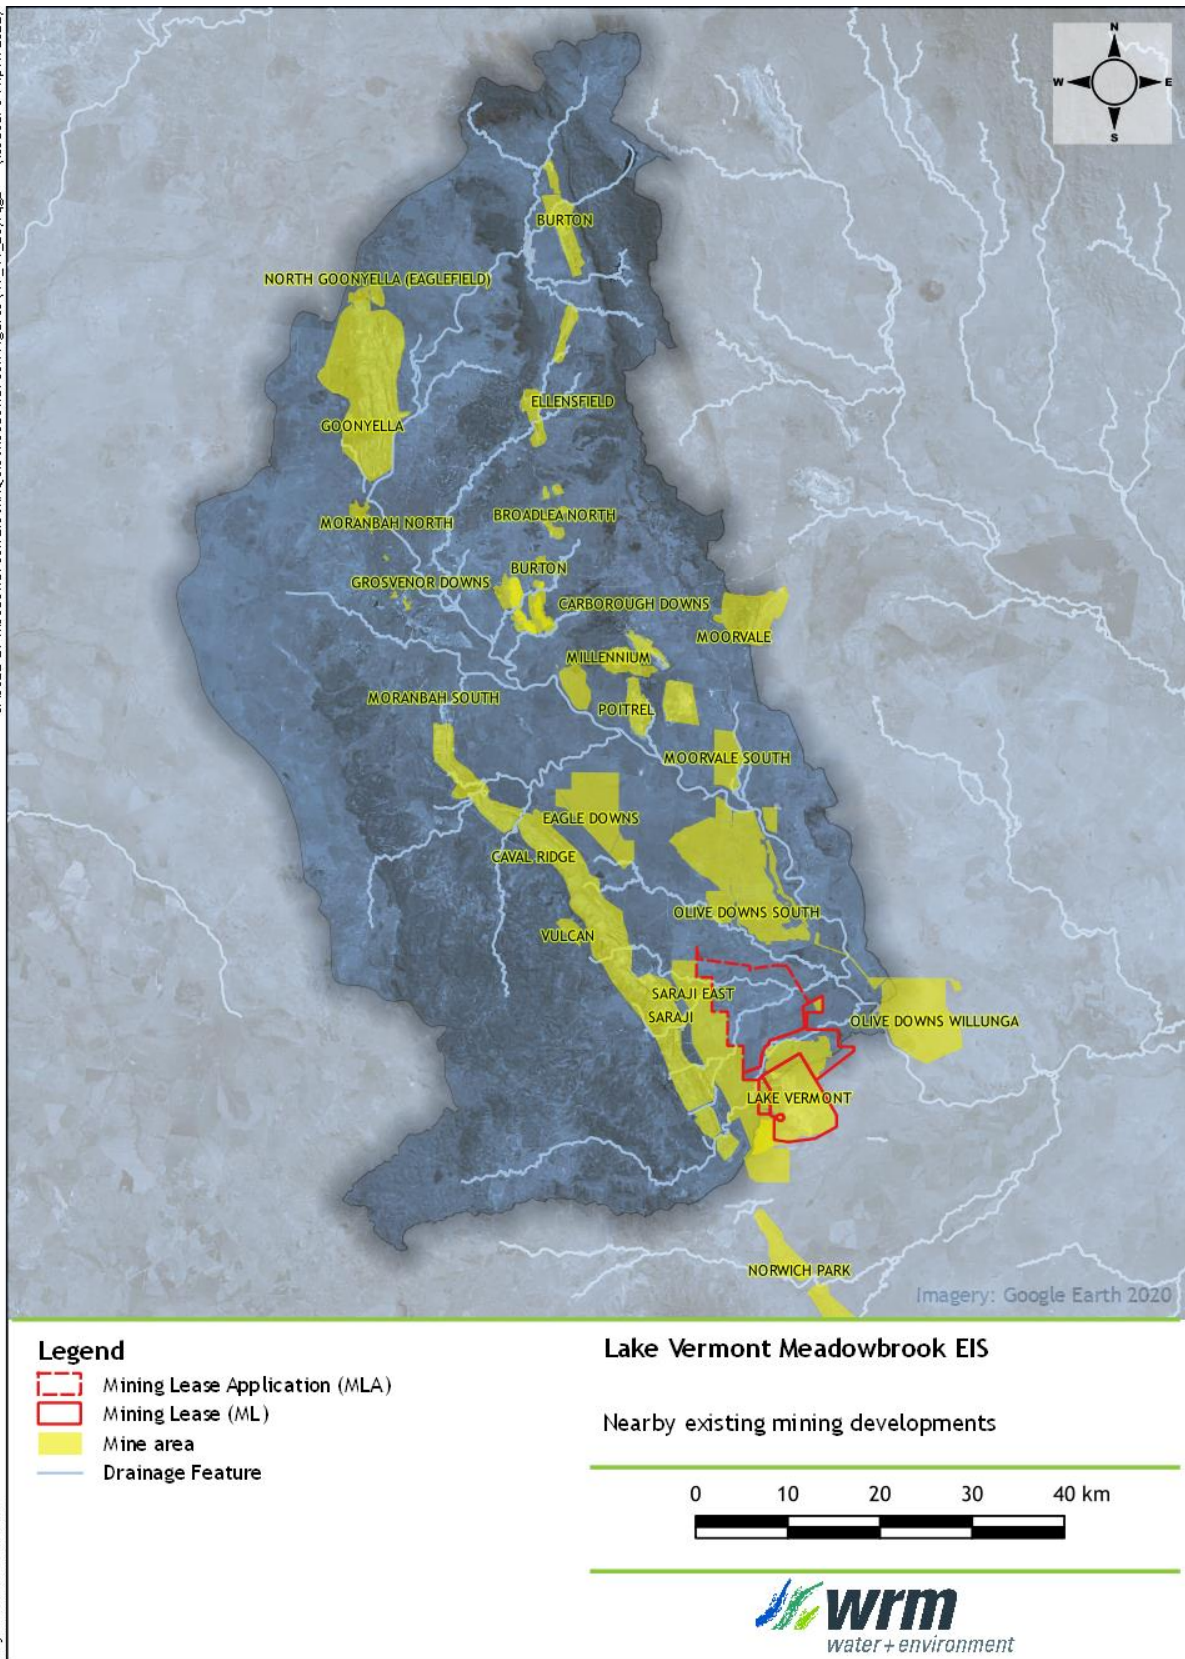 N
W
E
S
BURTON
NORTH GOONYELLA (EAGLEFIELD)
ELLENSFIELD
GOONYELLA
BROADLEA NORTH
MORANBAH NORTH
BURTON
GROSVENOR DOWNS
CARBOROUGH DOWNS
MOORVALE
MILLENNIUM
MORANBAH SOUTH
POITREL
MOORVALE SOUTH
EAGLE DOWNS
CAVAL RIDGE
OLIVE DOWNS SOUTH
VULCAN
SARAJI EAST
SARAJI
OLIVE DOWNS WILLUNGA
LAKE VERMONT
NORWICH PARK
Imagery: Google Earth 2020
Legend
Mining Lease Application (MLA)
Mining Lease (ML)
Mine area
Drainage Feature
Lake Vermont Meadowbrook EIS
Nearby existing mining developments
0 10 20 30 40 km
wrm
water + environment